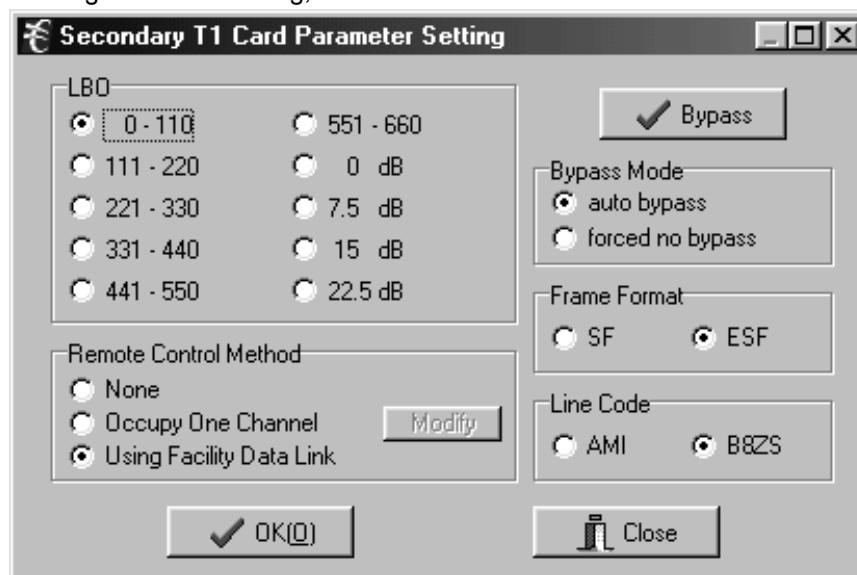 Secondary T1 Card Parameter Setting
LBO
0 - 110
111 - 220
221 - 330
331 - 440
441 - 550
551 - 660
0 dB
7.5 dB
15 dB
22.5 dB
Remote Control Method
None
Occupy One Channel
Using Facility Data Link
Modify
Bypass
Bypass Mode
auto bypass
forced no bypass
Frame Format
SF ESF
Line Code
AMI B8ZS
OK(O)
Close